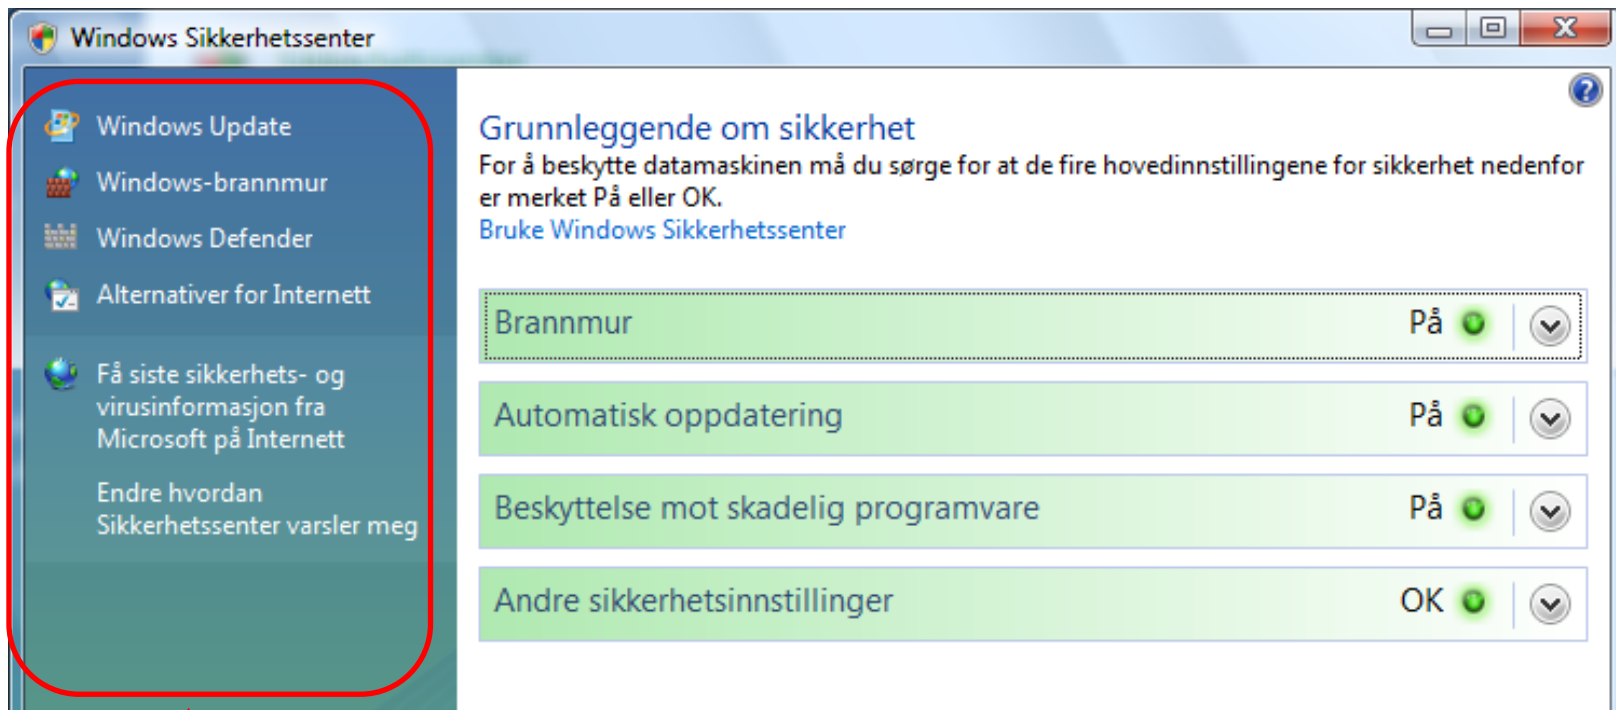 Windows Sikkerhetssenter
Windows Update
Windows-brannmur
Windows Defender
Alternativer for Internett
Få siste sikkerhets- og
virusinformasjon fra
Microsoft på Internett
Endre hvordan
Sikkerhetssenter varsler meg
Grunnleggende om sikkerhet
For å beskytte datamaskinen må du sørge for at de fire hovedinnstillingene for sikkerhet nedenfor
er merket På eller OK.
Bruke Windows Sikkerhetssenter
Brannmur På
Automatisk oppdatering På
Beskyttelse mot skadelig programvare På
Andre sikkerhetsinnstillinger OK